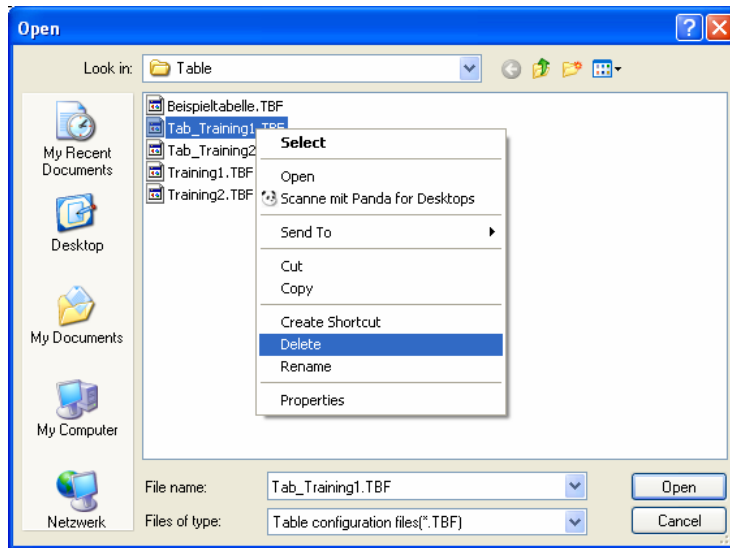 Open
Look in:
Table
My Recent
Documents
Desktop
My Documents
My Computer
Netzwerk
Beispieltabelle.TBF
Tab_Training1.TBF
Tab_Training2
Training1.TBF
Training2.TBF
Select
Open
Scanne mit Panda for Desktops
Send To
Cut
Copy
Create Shortcut
Delete
Rename
Properties
File name:
Tab_Training1.TBF
Open
Files of type:
Table configuration files(*.TBF)
Cancel